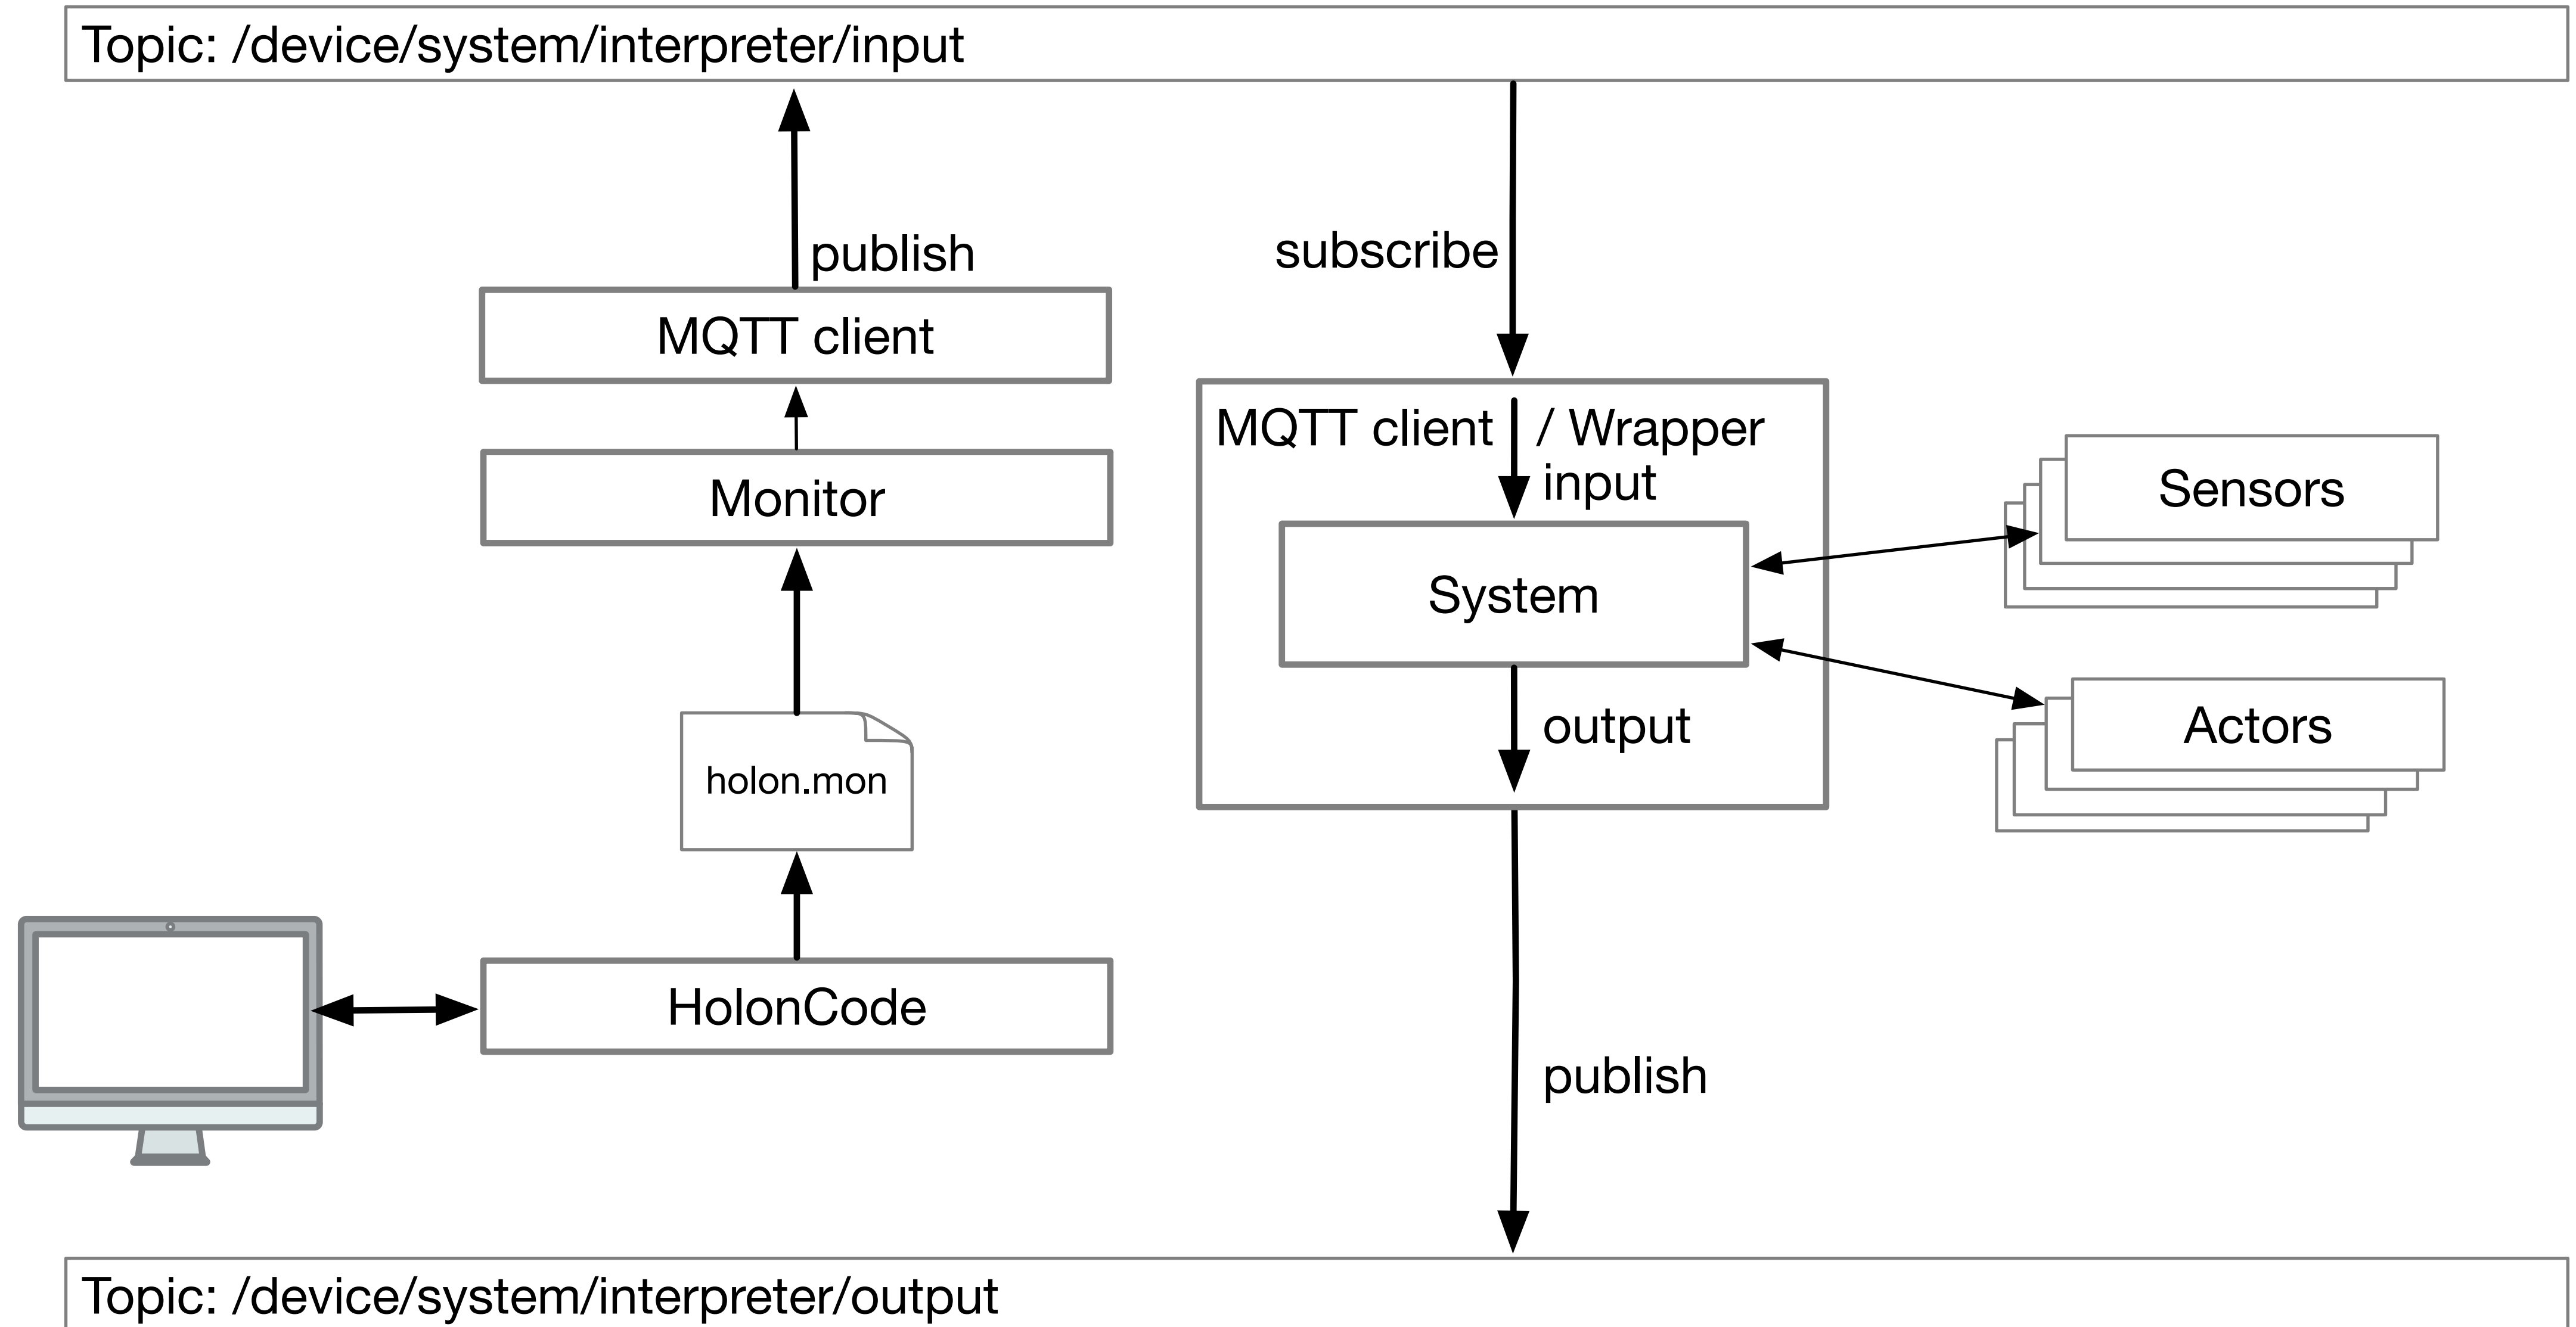 Topic: /device/system/interpreter/input
publish
subscribe
MQTT client
MQTT client / Wrapper
input
Monitor
Sensors
System
output
Actors
holon.mon
HolonCode
publish
Topic: /device/system/interpreter/output